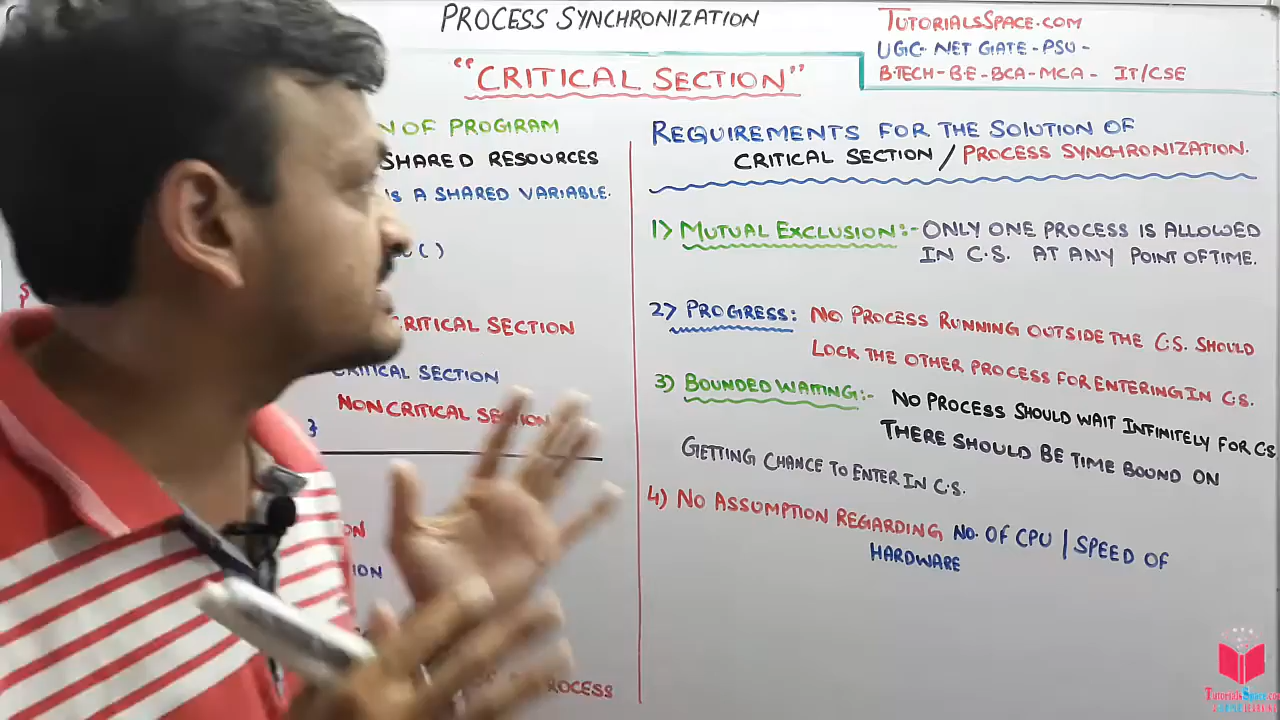 PROCESS SYNCHRONIZATION
TUTORIALSSPACE.COM
UGC-NET GATE-PSU-
B.TECH-B.E-BCA-MCA- IT/CSE
"CRITICAL SECTION"
OF PROGRAM
SHARED RESOURCES
IS A SHARED VARIABLE.
( )
{
CRITICAL SECTION
CRITICAL SECTION
NON CRITICAL SECTION
}
REQUIREMENTS FOR THE SOLUTION OF
CRITICAL SECTION / PROCESS SYNCHRONIZATION.
1) MUTUAL EXCLUSION:- ONLY ONE PROCESS IS ALLOWED
IN C.S. AT ANY POINT OF TIME.
2) PROGRESS: NO PROCESS RUNNING OUTSIDE THE C.S. SHOULD
LOCK THE OTHER PROCESS FOR ENTERING IN C.S.
3) BOUNDED WAITING:- NO PROCESS SHOULD WAIT INFINITELY FOR CS
THERE SHOULD BE TIME BOUND ON
GETTING CHANCE TO ENTER IN C.S.
4) NO ASSUMPTION REGARDING NO. OF CPU | SPEED OF
HARDWARE
TutorialsSpace.com